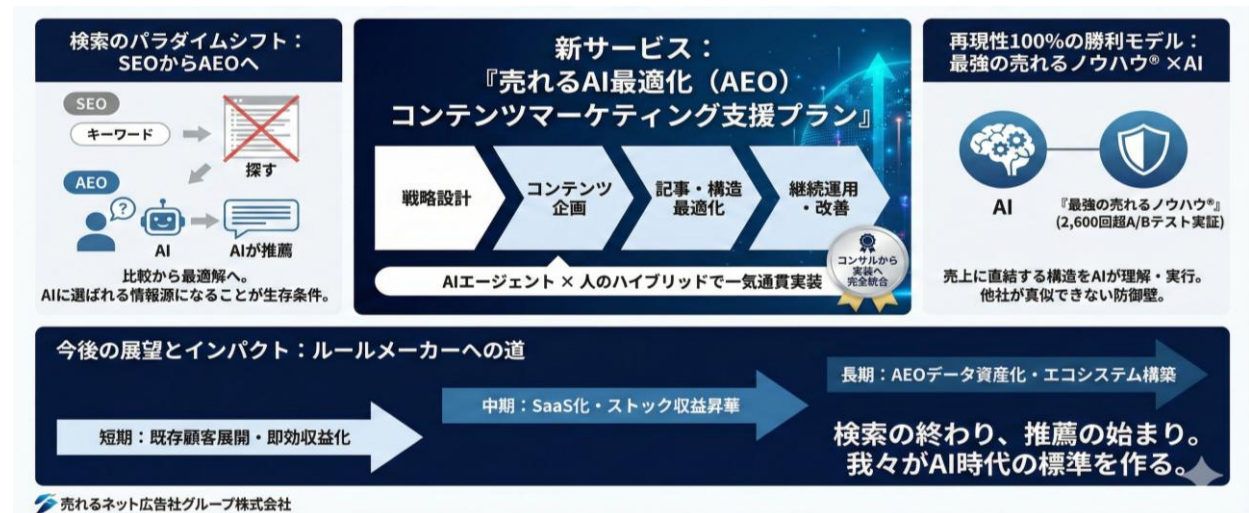 検索のパラダイムシフト：
SEOからAEOへ
SEO
キーワード
探す
AEO
?
AI
AIが推薦
比較から最適解へ。
AIに選ばれる情報源になることが生存条件。
新サービス：
『売れるAI最適化（AEO）
コンテンツマーケティング支援プラン』
戦略設計
コンテンツ
企画
記事・構造
最適化
継続運用
・改善
AIエージェント × 人のハイブリッドで一気通貫実装
コンサルから
実装へ
完全統合
再現性100%の勝利モデル：
最強の売れるノウハウ® ×AI
AI
『最強の売れるノウハウ®』
(2,600回超A/Bテスト実証)
売上に直結する構造をAIが理解・実行。
他社が真似できない防御壁。
今後の展望とインパクト：ルールメーカーへの道
短期：既存顧客展開・即効収益化
中期：SaaS化・ストック収益昇華
長期：AEOデータ資産化・エコシステム構築
検索の終わり、推薦の始まり。
我々がAI時代の標準を作る。
売れるネット広告社グループ株式会社